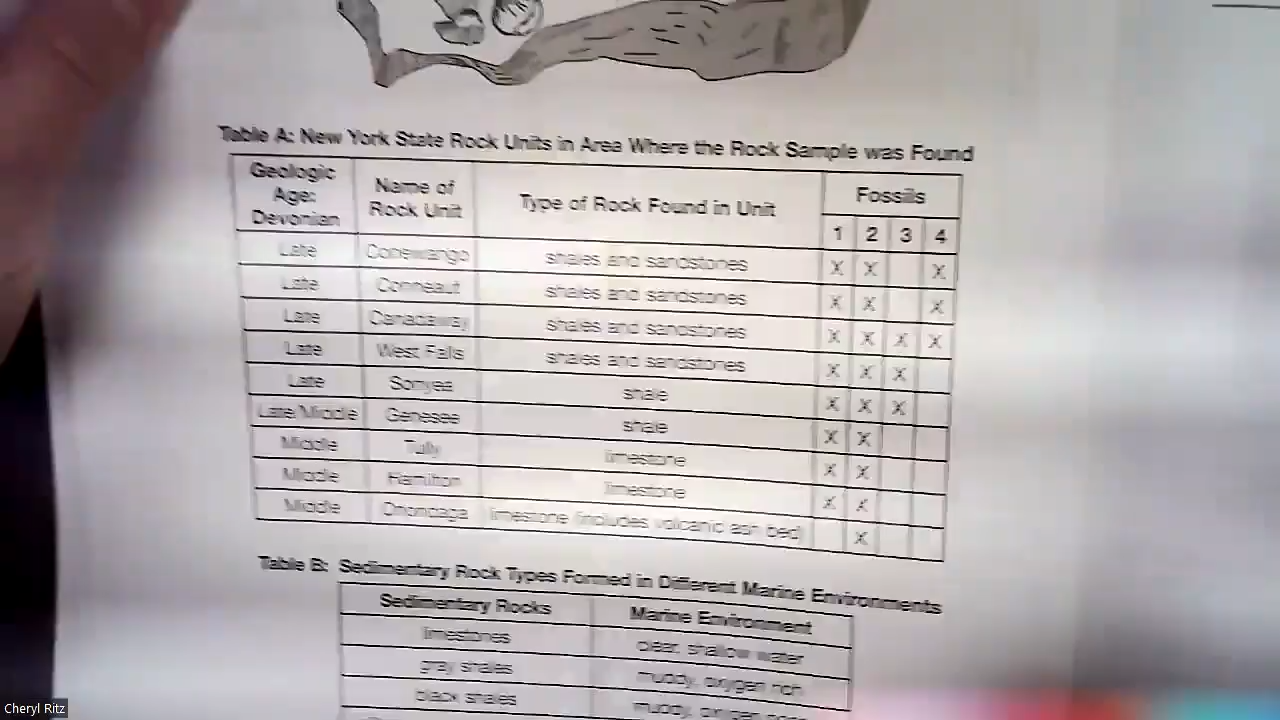 Table A: New York State Rock Units in Area Where the Rock Sample was Found
Geologic Age: Devonian Name of Rock Unit Type of Rock Found in Unit Fossils
1 2 3 4
Late Conewango shales and sandstones X X X
Late Conneaut shales and sandstones X X X
Late Canadaway shales and sandstones X X X X
Late West Falls shales and sandstones X X X
Late Sonyea shale X X X
Late/Middle Genesee shale X X
Middle Tully limestone X X
Middle Hamilton limestone X X
Middle Onondaga limestone (includes volcanic ash bed) X
Table B: Sedimentary Rock Types Formed in Different Marine Environments
Sedimentary Rocks Marine Environment
limestones clear, shallow water
gray shales muddy, oxygen rich
black shales muddy, oxygen poor
Cheryl Ritz